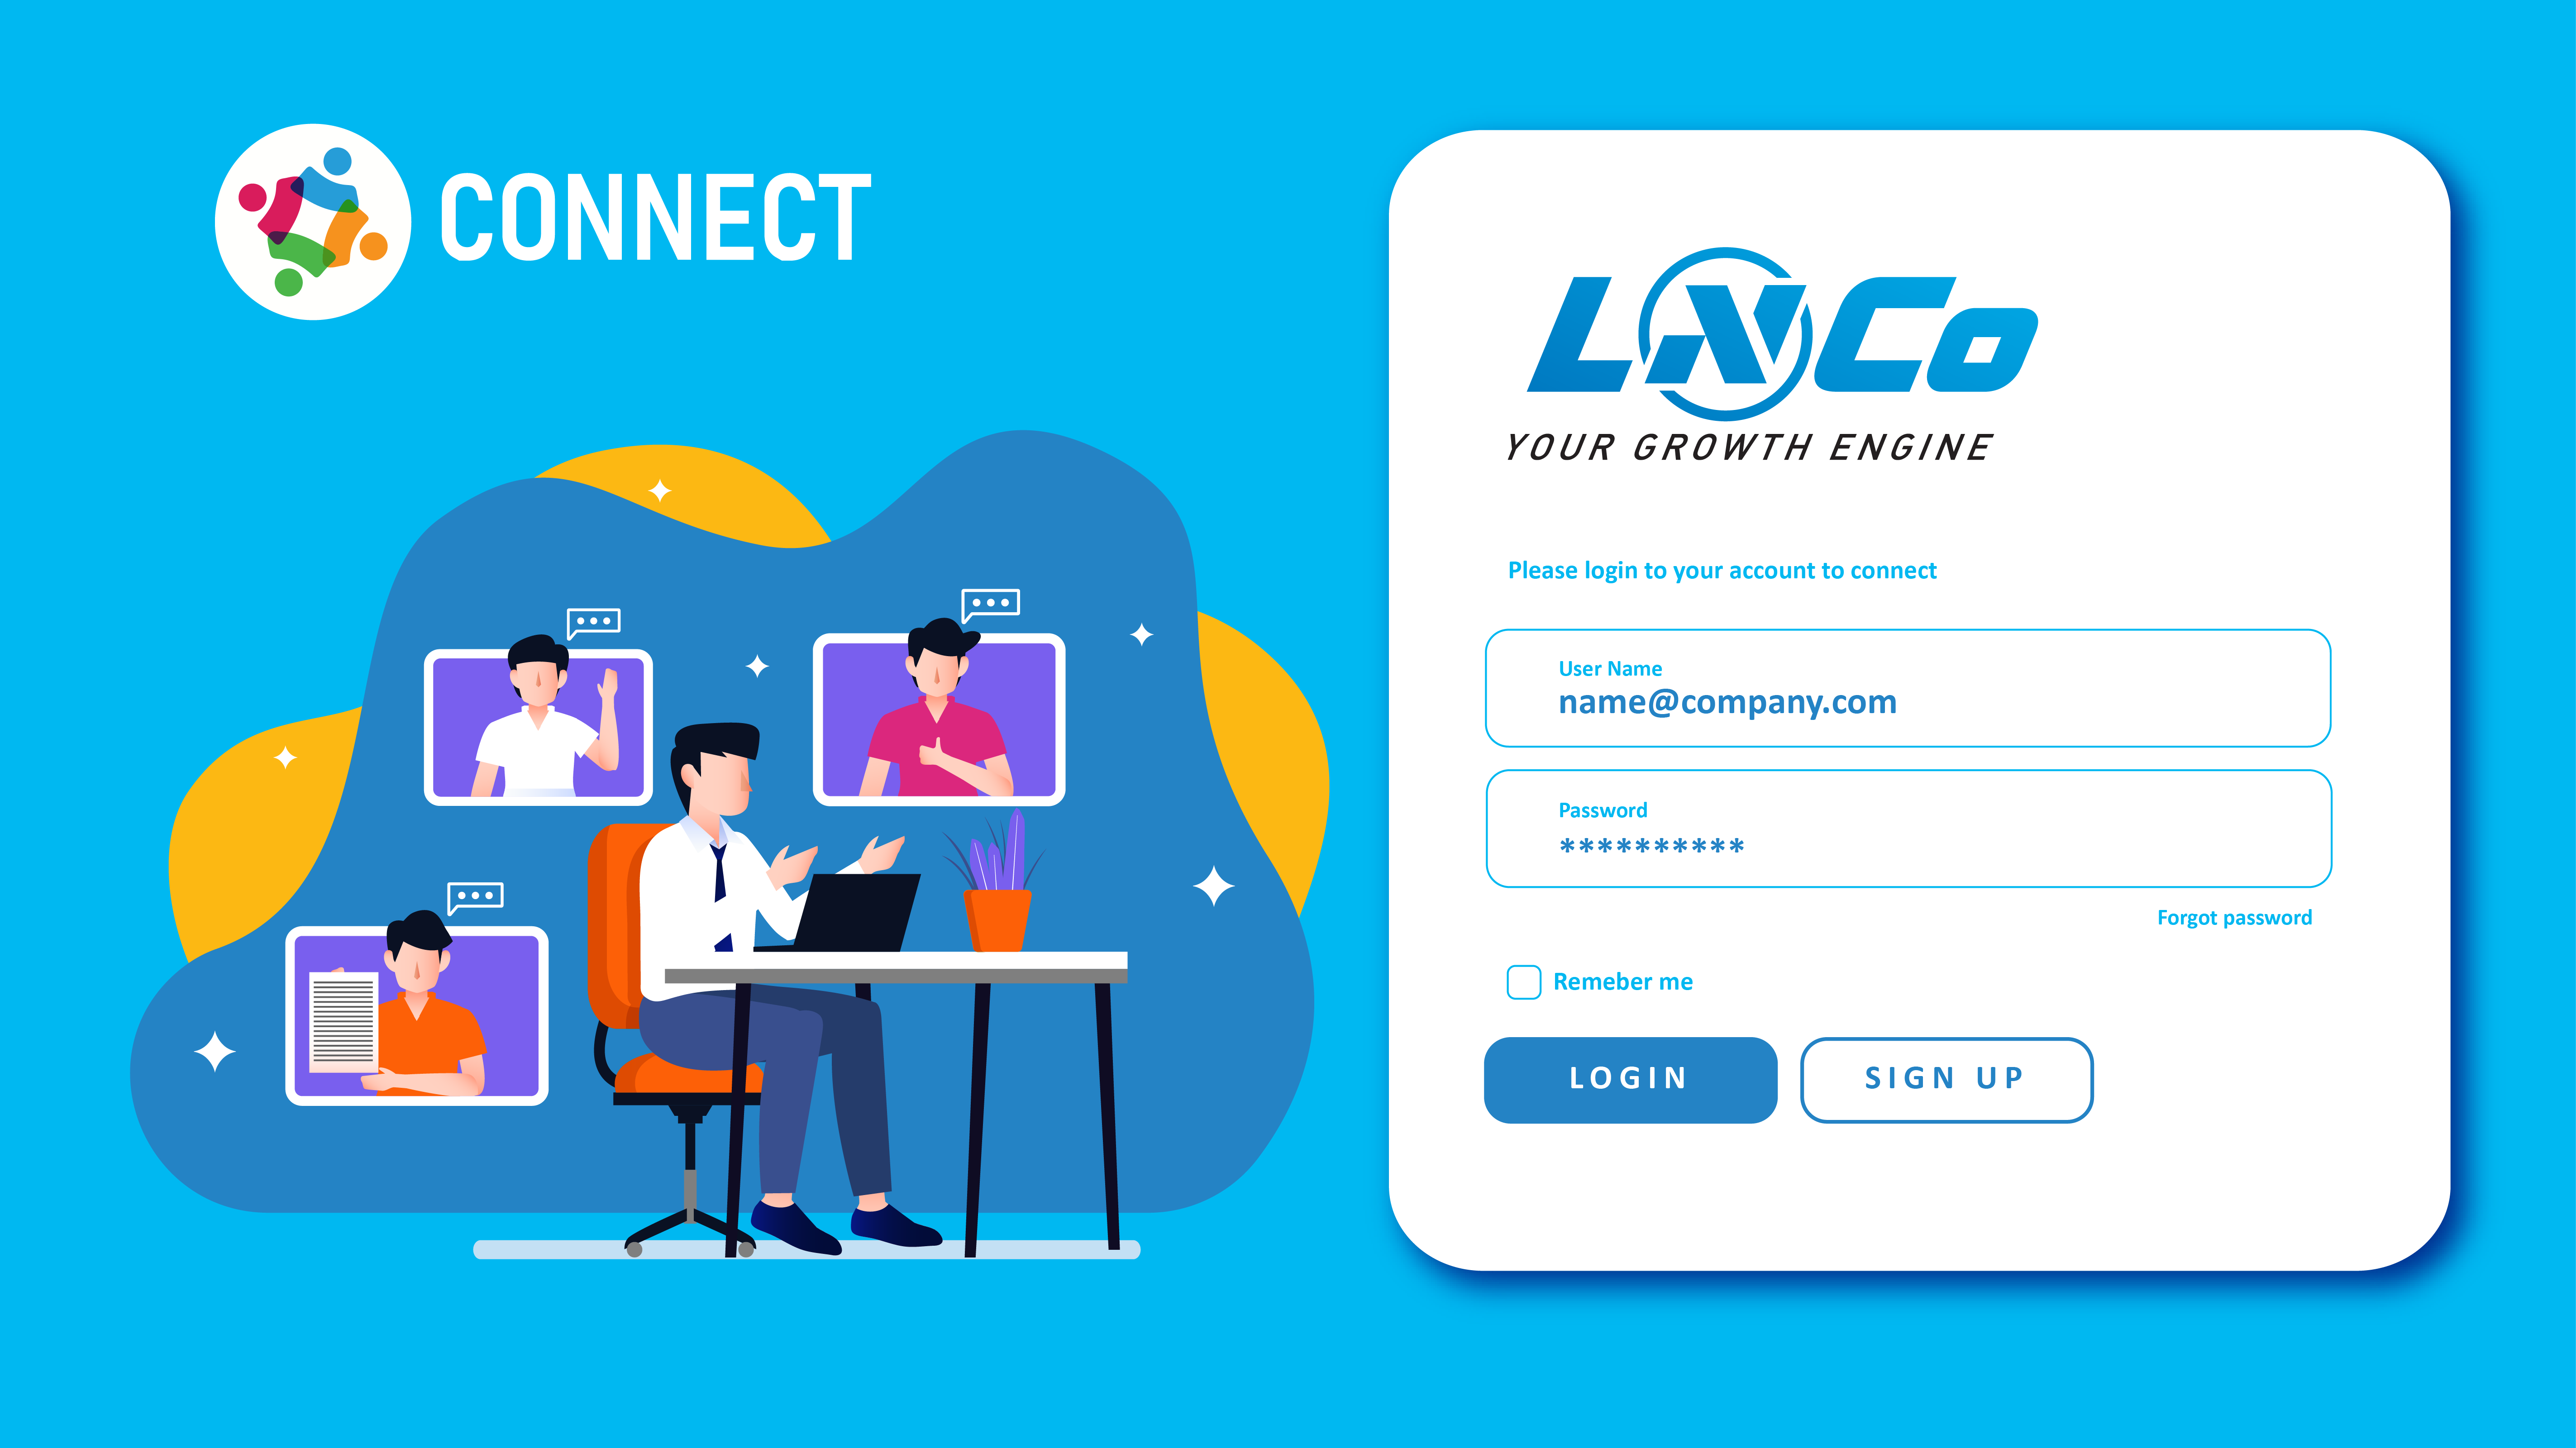 CONNECT
LNCo
YOUR GROWTH ENGINE
Please login to your account to connect
User Name
name@company.com
Password
**********
Forgot password
Remeber me
LOGIN
SIGN UP